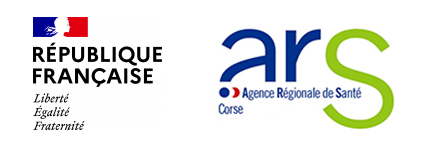 RÉPUBLIQUE
FRANÇAISE
Liberté
Égalité
Fraternité
ars
Agence Régionale de Santé
Corse